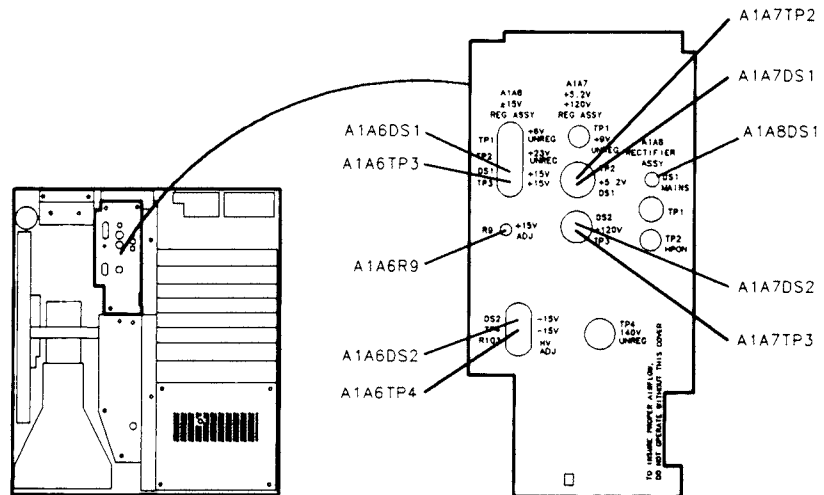 A1A7TP2
A1A7DS1
A1A8DS1
A1A6DS1
A1A6TP3
A1A6R9
A1A6DS2
A1A6TP4
A1A7DS2
A1A7TP3
A1A6
±15V
REG ASSY
A1A7
+5.2V
+120V
REG ASSY
TP1 +6V
UNREG
TP2 +23V
UNREG
DS1 +15V
TP3 +15V
R9 +15V
ADJ
DS2 -15V
TP4 -15V
R103 HV
ADJ
TP1
+9V
UNREG
TP2
+5.2V
DS1
DS2
+120V
TP3
TP4
140V
UNREG
A1A8
RECTIFIER
ASSY
DS1
MAINS
TP1
TP2
HPON
TO INSURE PROPER AIRFLOW,
DO NOT OPERATE WITHOUT THIS COVER